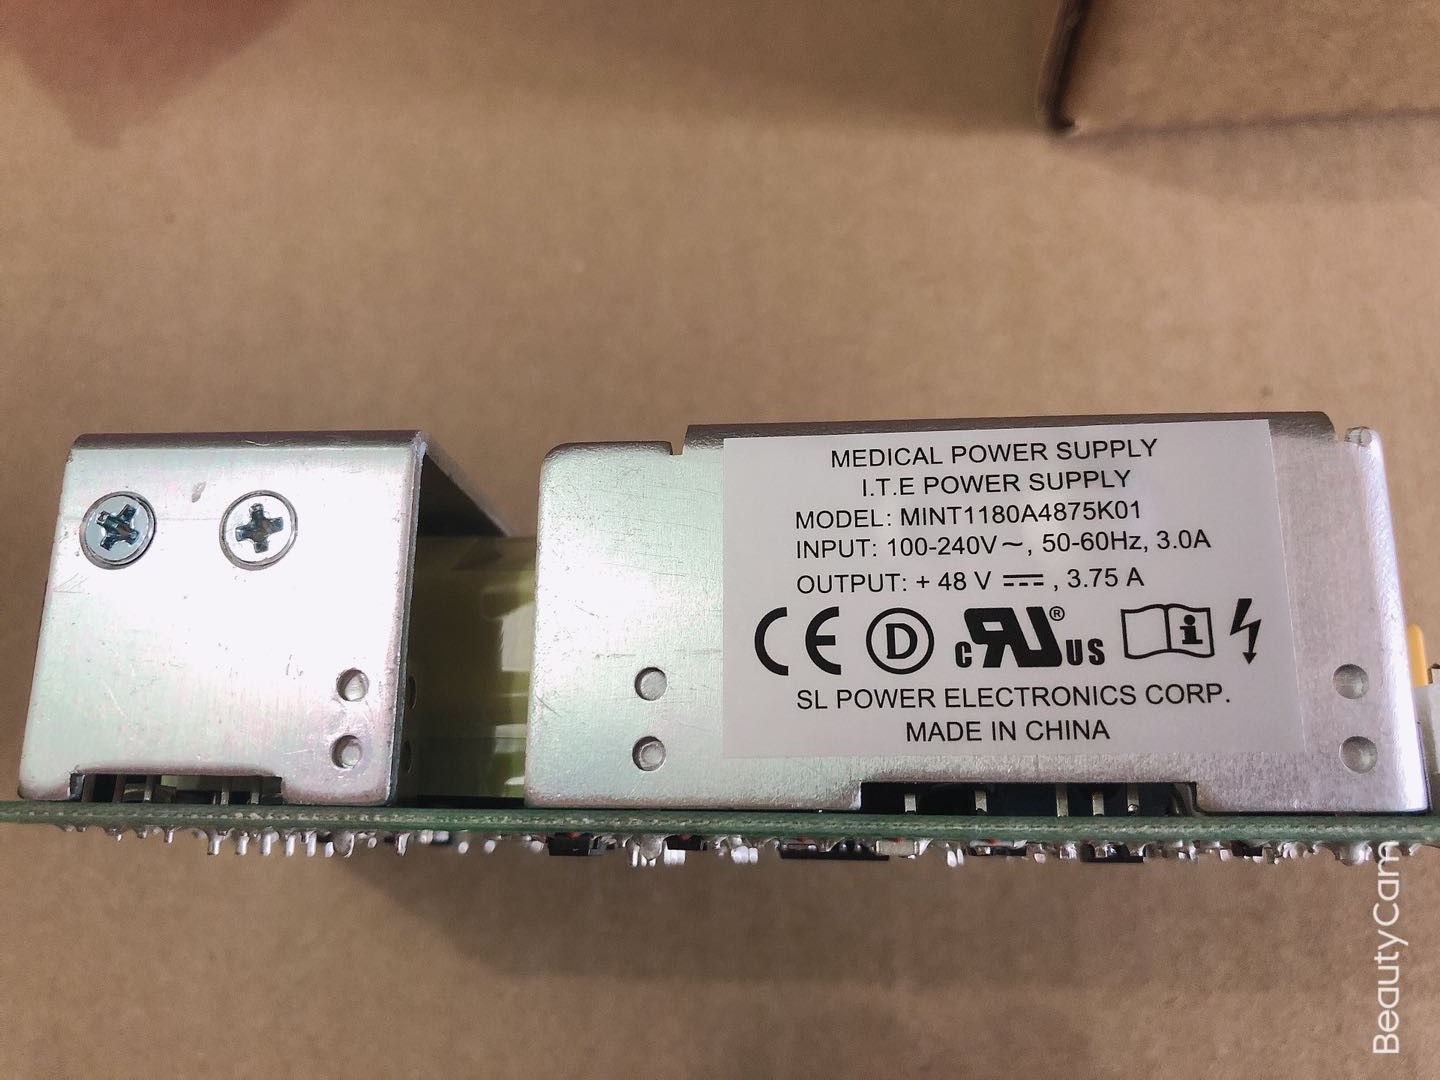 MEDICAL POWER SUPPLY
I.T.E POWER SUPPLY
MODEL: MINT1180A4875K01
INPUT: 100-240V~, 50-60Hz, 3.0A
OUTPUT: + 48 V ⎓ , 3.75 A
CE D c RU ® US i
SL POWER ELECTRONICS CORP.
MADE IN CHINA
BeautyCam